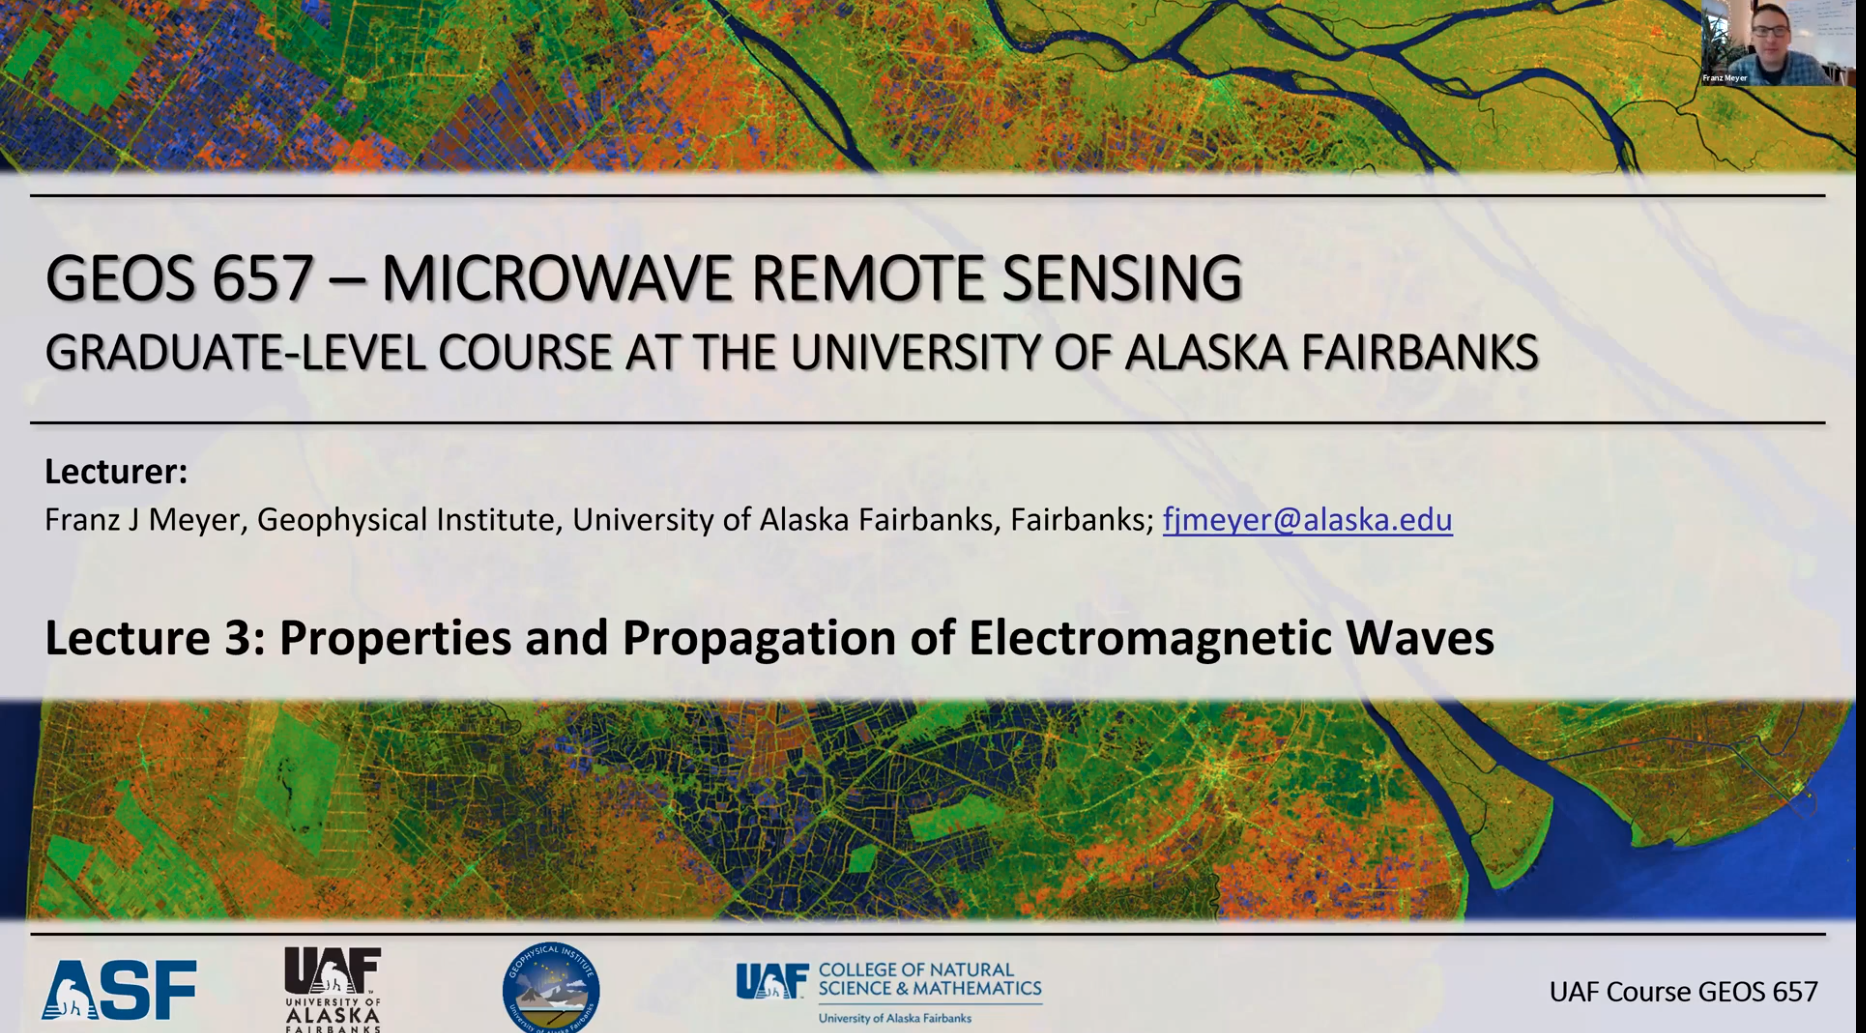 Franz Meyer
GEOS 657 – MICROWAVE REMOTE SENSING
GRADUATE-LEVEL COURSE AT THE UNIVERSITY OF ALASKA FAIRBANKS
Lecturer:
Franz J Meyer, Geophysical Institute, University of Alaska Fairbanks, Fairbanks; fjmeyer@alaska.edu
Lecture 3: Properties and Propagation of Electromagnetic Waves
ASF
UAF
UNIVERSITY OF
ALASKA
FAIRBANKS
GEOPHYSICAL INSTITUTE
University of Alaska Fairbanks
UAF
COLLEGE OF NATURAL
SCIENCE & MATHEMATICS
University of Alaska Fairbanks
UAF Course GEOS 657